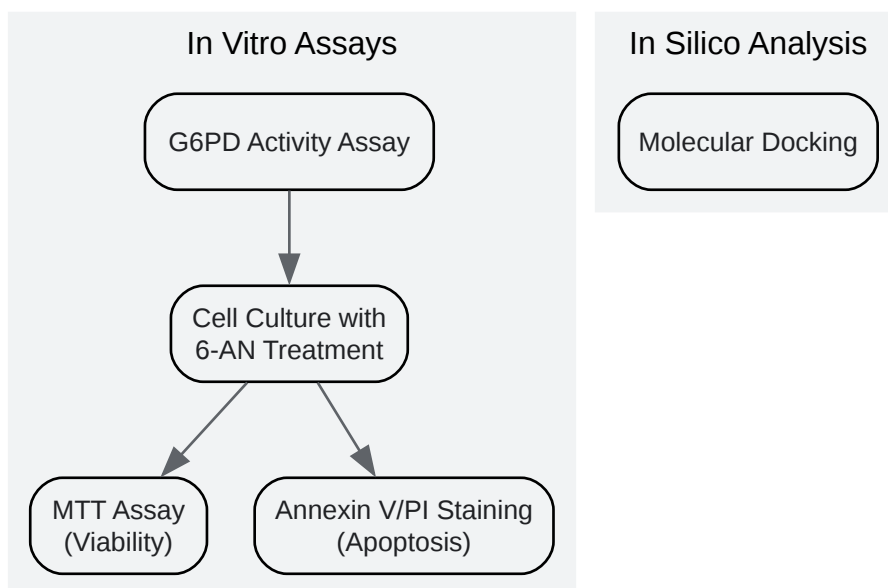 In Vitro Assays
G6PD Activity Assay
Cell Culture with
6-AN Treatment
MTT Assay
(Viability)
Annexin V/PI Staining
(Apoptosis)
In Silico Analysis
Molecular Docking